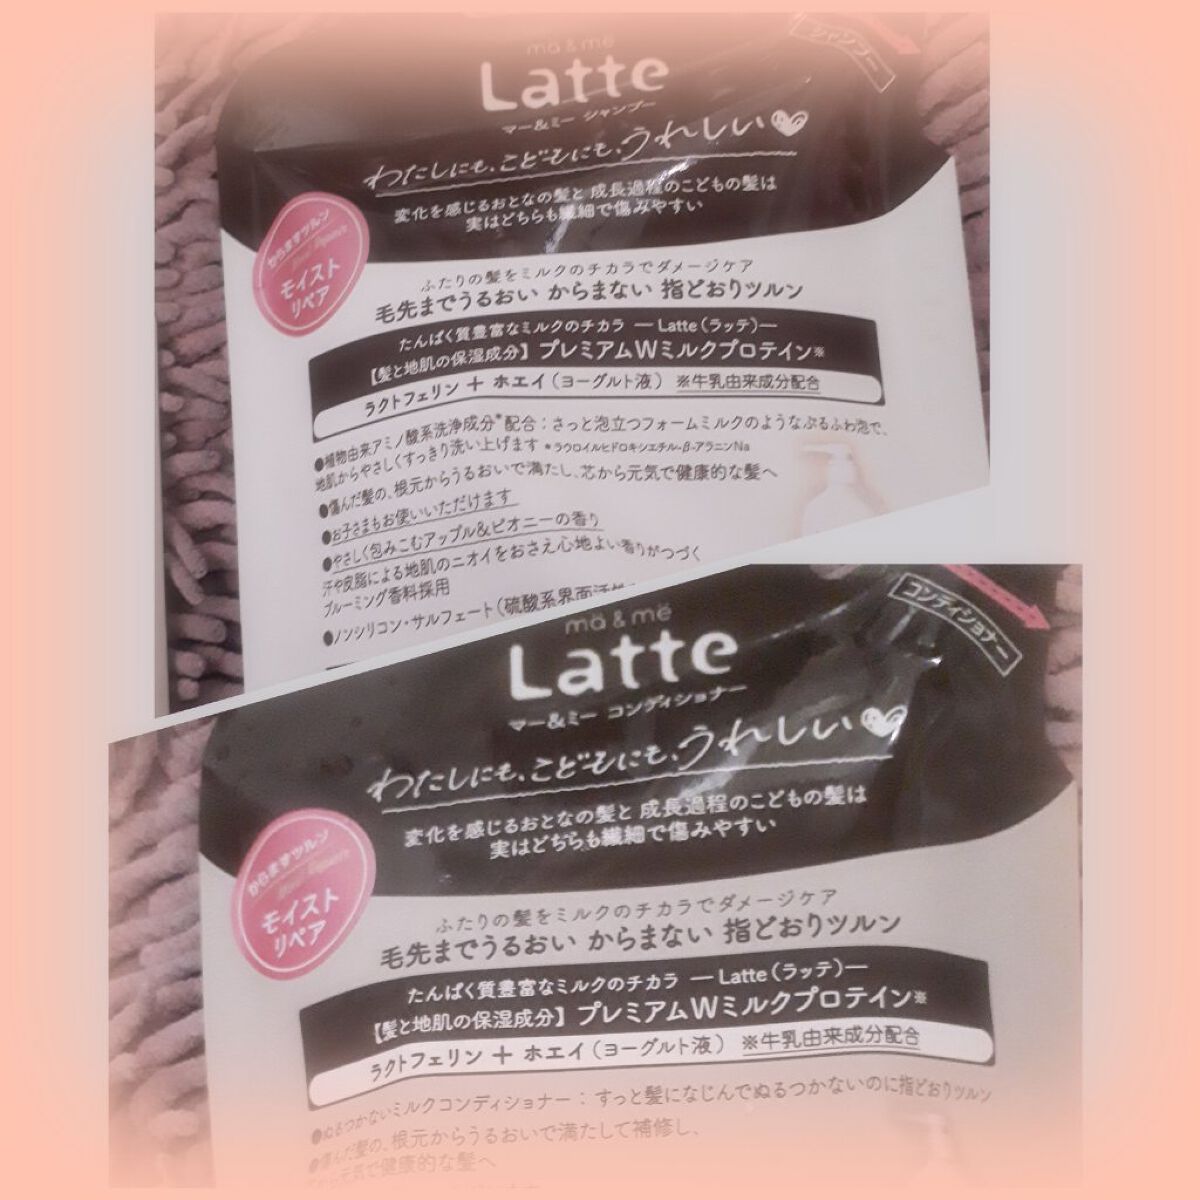 mä & më
Latte
マー&ミー シャンプー
シャンプー
わたしにも、こどもにも、うれしい
変化を感じるおとなの髪と 成長過程のこどもの髪は
実はどちらも繊細で傷みやすい
からまずツルン
モイスト
リペア
ふたりの髪をミルクのチカラでダメージケア
毛先までうるおい からまない 指どおりツルン
たんぱく質豊富なミルクのチカラ ーLatte(ラッテ)ー
【髪と地肌の保湿成分】プレミアムWミルクプロテイン※
ラクトフェリン + ホエイ(ヨーグルト液) ※牛乳由来成分配合
●植物由来アミノ酸系洗浄成分*配合:さっと泡立つフォームミルクのようなぷるふわ泡で、
地肌からやさしくすっきり洗い上げます *ラウロイルヒドロキシエチル-β-アラニンNa
●傷んだ髪の、根元からうるおいで満たし、芯から元気で健康的な髪へ
●お子さまもお使いいただけます
●やさしく包みこむアップル&ピオニーの香り
汗や皮脂による地肌のニオイをおさえ心地よい香りがつづく
ブルーミング香料採用
●ノンシリコン・サルフェート(硫酸系界面活性
mä & më
Latte
マー&ミー コンディショナー
コンディショナー
わたしにも、こどもにも、うれしい
変化を感じるおとなの髪と 成長過程のこどもの髪は
実はどちらも繊細で傷みやすい
からまずツルン
モイスト
リペア
ふたりの髪をミルクのチカラでダメージケア
毛先までうるおい からまない 指どおりツルン
たんぱく質豊富なミルクのチカラ ーLatte(ラッテ)ー
【髪と地肌の保湿成分】プレミアムWミルクプロテイン※
ラクトフェリン + ホエイ(ヨーグルト液) ※牛乳由来成分配合
●ぬるつかないミルクコンディショナー:すっと髪になじんでぬるつかないのに指どおりツルン
●傷んだ髪の、根元からうるおいで満たして補修し、
芯から元気で健康的な髪へ